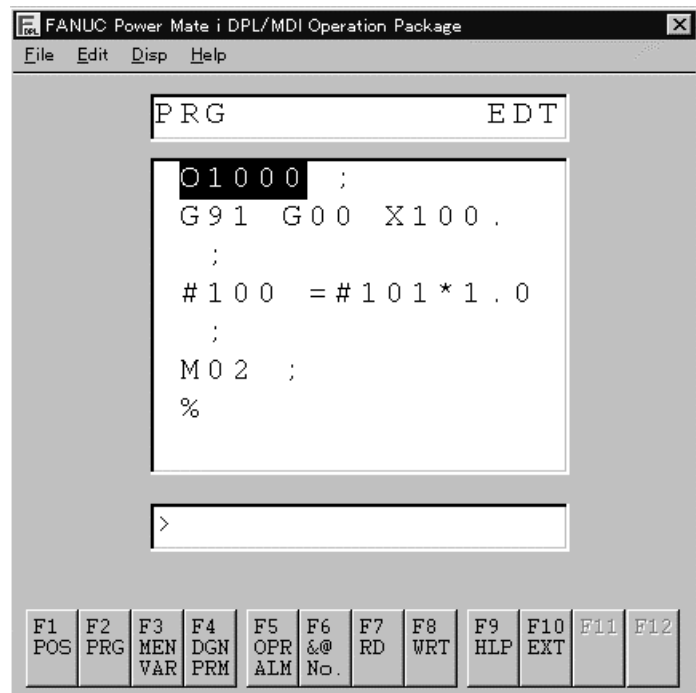 FANUC Power Mate i DPL/MDI Operation Package
File Edit Disp Help
PRG EDT
O1000 ;
G91 G00 X100.
;
#100 =#101*1.0
;
M02 ;
%
>
F1 F2 F3 F4 F5 F6 F7 F8 F9 F10 F11 F12
POS PRG MEN DGN OPR &@ RD WRT HLP EXT
VAR PRM ALM No.